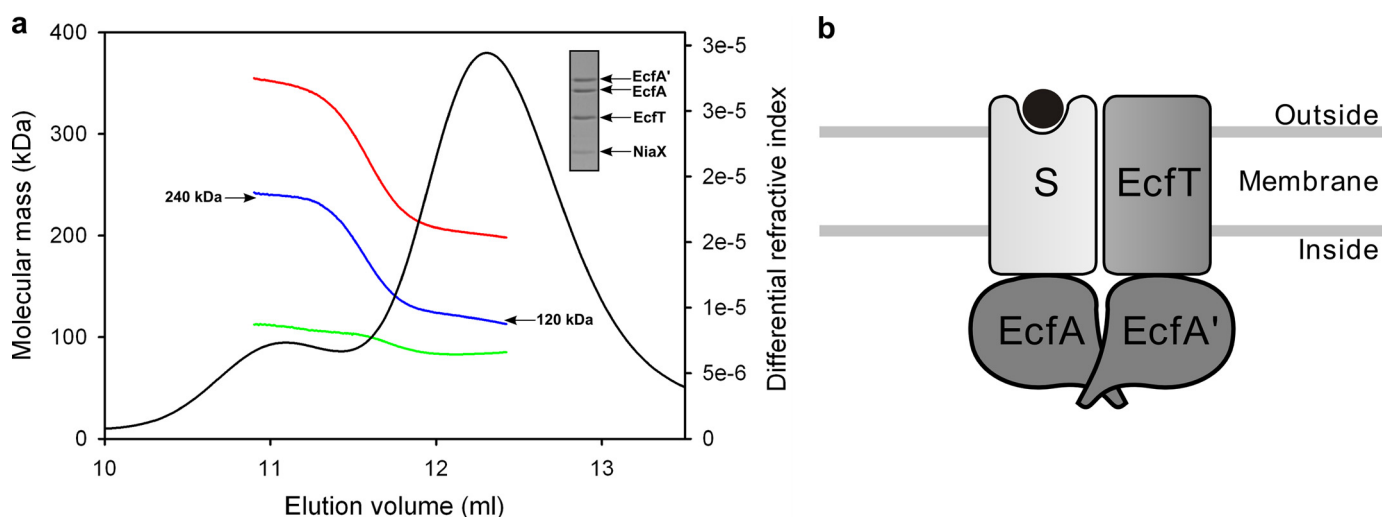 a
Molecular mass (kDa)
400
300
200
100
0
240 kDa
120 kDa
EcfA'
EcfA
EcfT
NiaX
3e-5
3e-5
2e-5
2e-5
1e-5
5e-6
0
Differential refractive index
10
11
12
13
Elution volume (ml)
b
Outside
S
EcfT
Membrane
Inside
EcfA
EcfA'